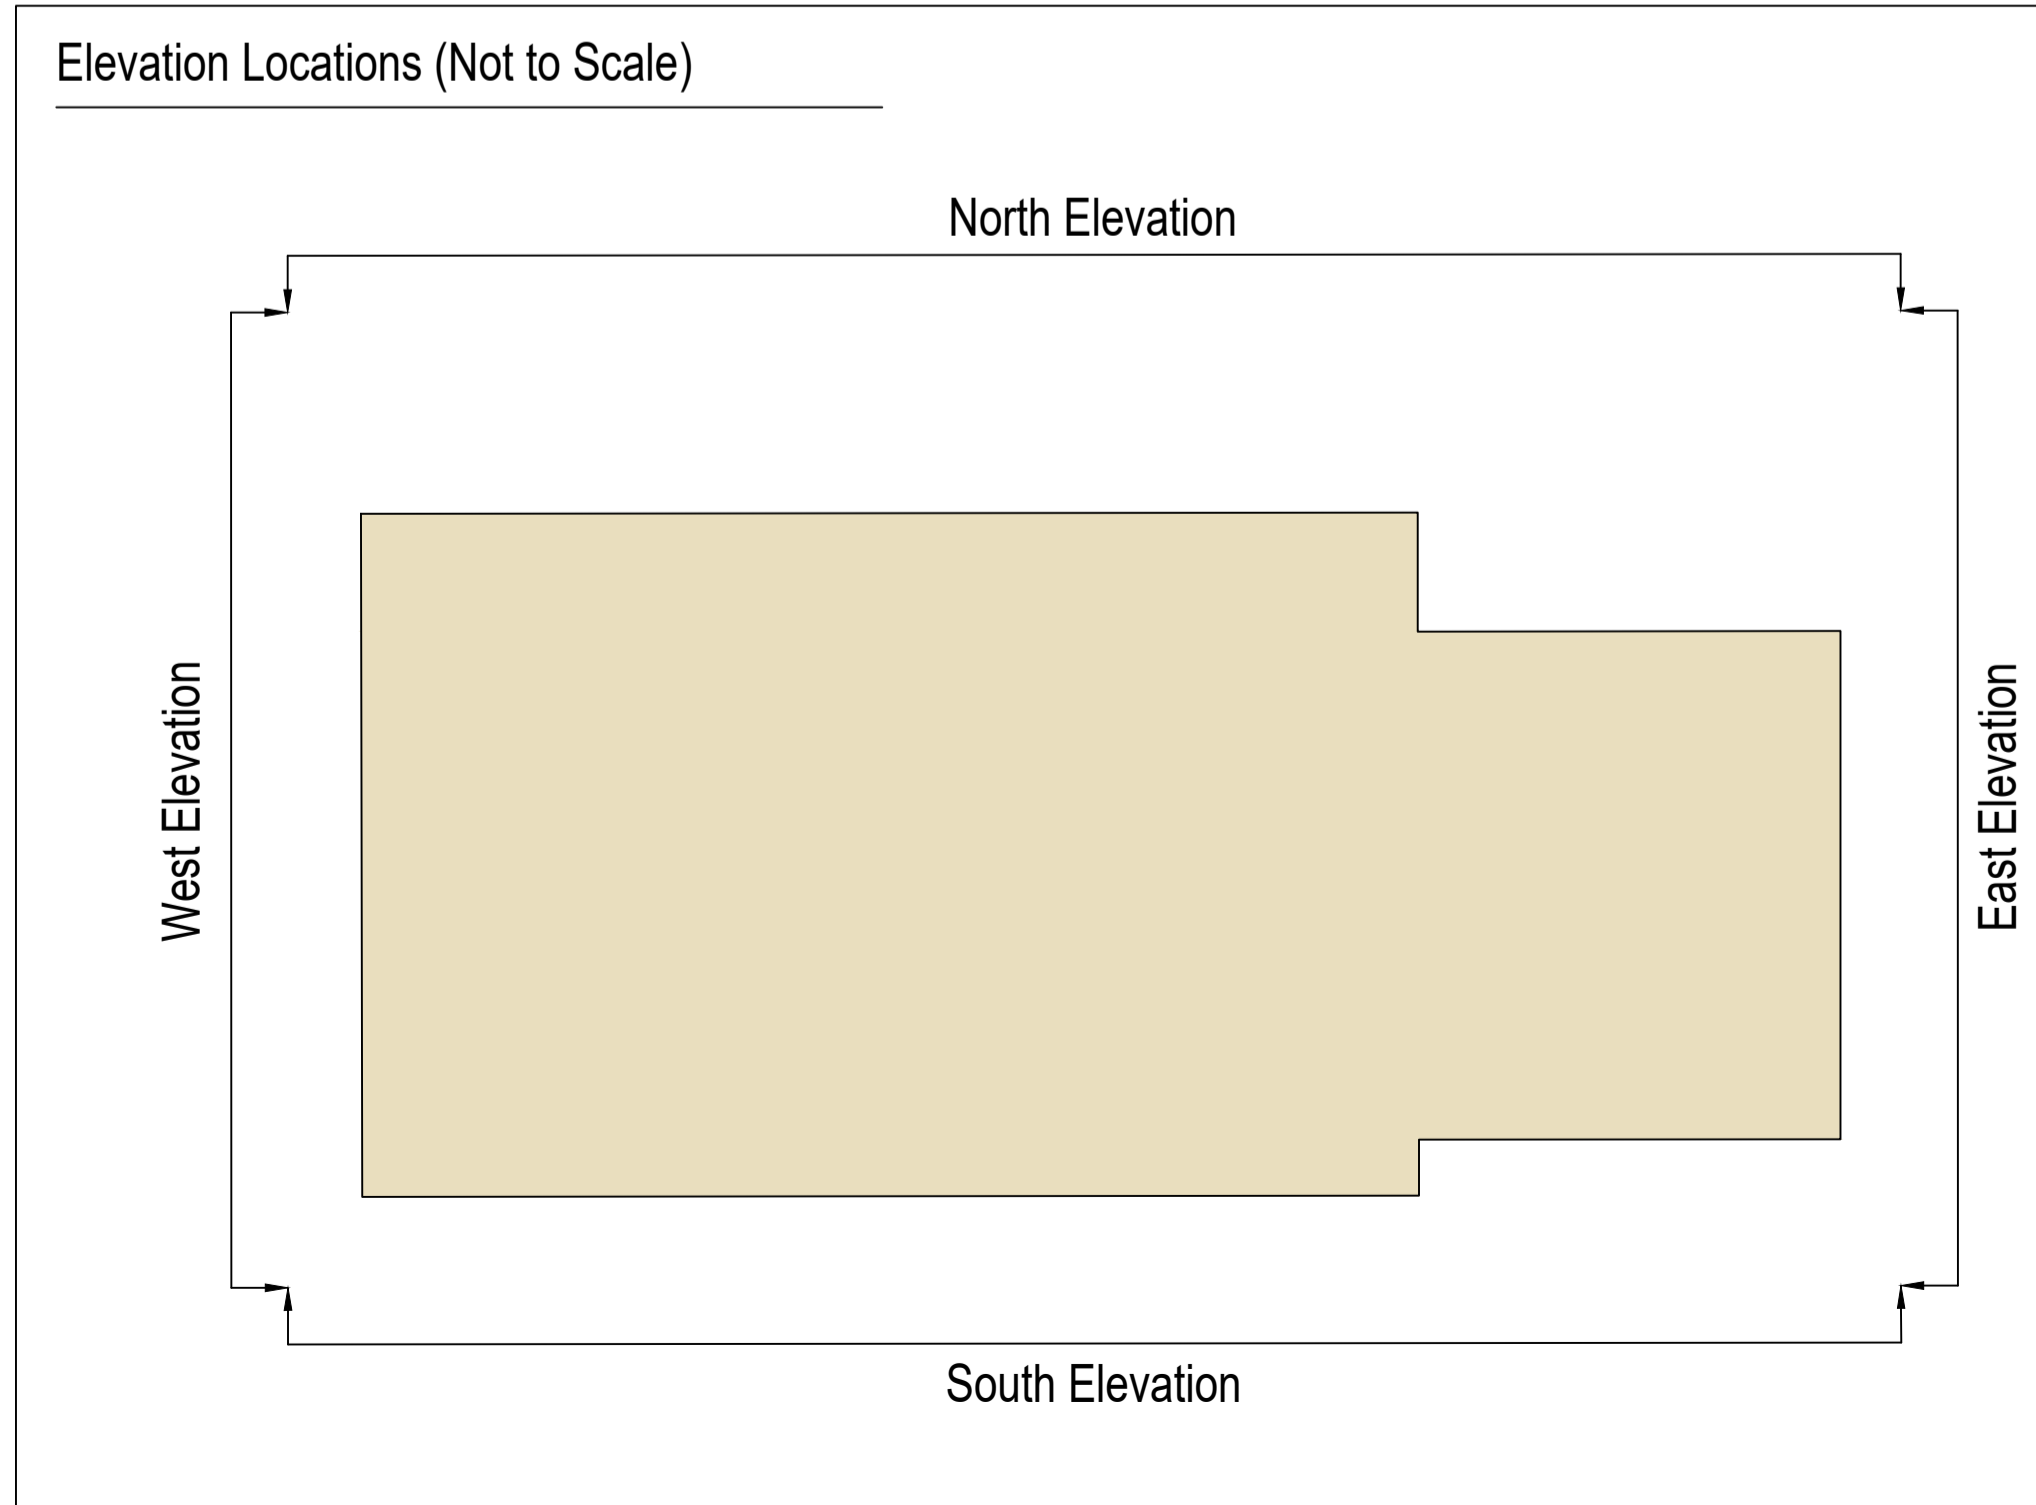 Elevation Locations (Not to Scale)
North Elevation
West Elevation
East Elevation
South Elevation